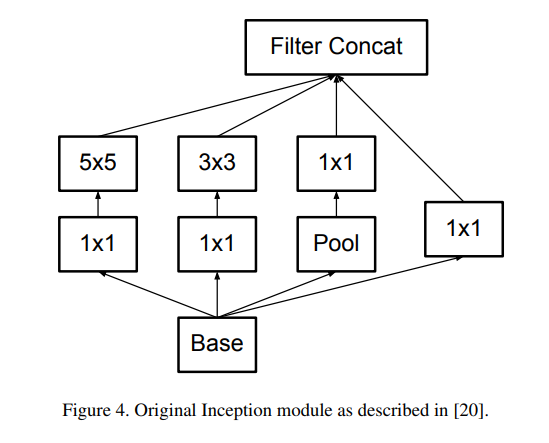 Filter Concat
5x5
3x3
1x1
1x1
1x1
Pool
1x1
Base
Figure 4. Original Inception module as described in [20].